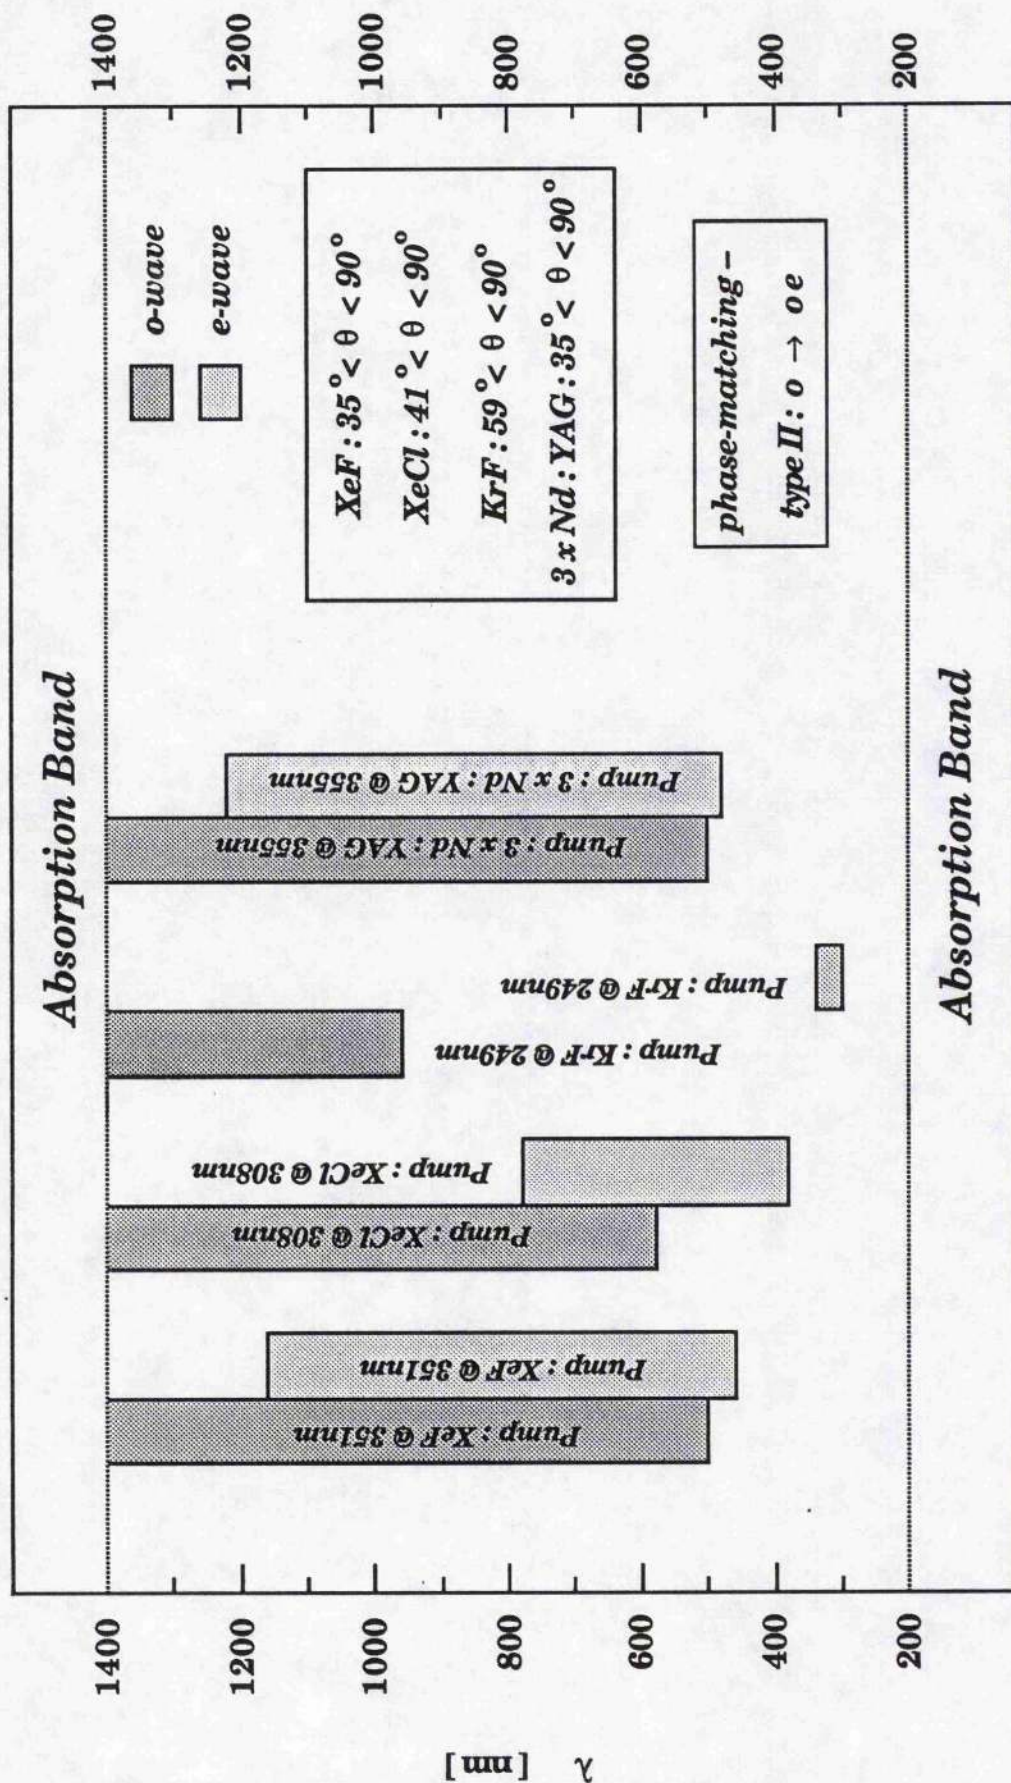 Absorption Band
1400
1200
1000
800
600
400
200
λ
[ nm ]
1400
1200
1000
800
600
400
200
Pump : XeF @ 351nm
Pump : XeF @ 351nm
Pump : XeCl @ 308nm
Pump : XeCl @ 308nm
Pump : KrF @ 249nm
Pump : KrF @ 249nm
Pump : 3 x Nd : YAG @ 355nm
Pump : 3 x Nd : YAG @ 355nm
o-wave
e-wave
XeF : 35° < θ < 90°
XeCl : 41° < θ < 90°
KrF : 59° < θ < 90°
3 x Nd : YAG : 35° < θ < 90°
phase-matching –
type II : o → oe
Absorption Band